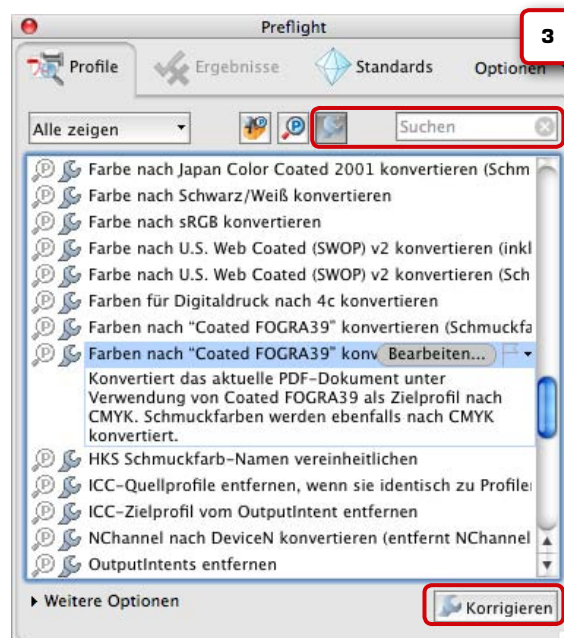 Preflight
3
Profile
Ergebnisse
Standards
Optionen
Alle zeigen
Suchen
Farbe nach Japan Color Coated 2001 konvertieren (Schm
Farbe nach Schwarz/Weiß konvertieren
Farbe nach sRGB konvertieren
Farbe nach U.S. Web Coated (SWOP) v2 konvertieren (inkl
Farbe nach U.S. Web Coated (SWOP) v2 konvertieren (Sch
Farben für Digitaldruck nach 4c konvertieren
Farben nach “Coated FOGRA39” konvertieren (Schmuckfa
Farben nach “Coated FOGRA39” konv Bearbeiten...
Konvertiert das aktuelle PDF-Dokument unter
Verwendung von Coated FOGRA39 als Zielprofil nach
CMYK. Schmuckfarben werden ebenfalls nach CMYK
konvertiert.
HKS Schmuckfarb-Namen vereinheitlichen
ICC-Quellprofile entfernen, wenn sie identisch zu Profile
ICC-Zielprofil vom OutputIntent entfernen
NChannel nach DeviceN konvertieren (entfernt NChannel
OutputIntents entfernen
Weitere Optionen
Korrigieren